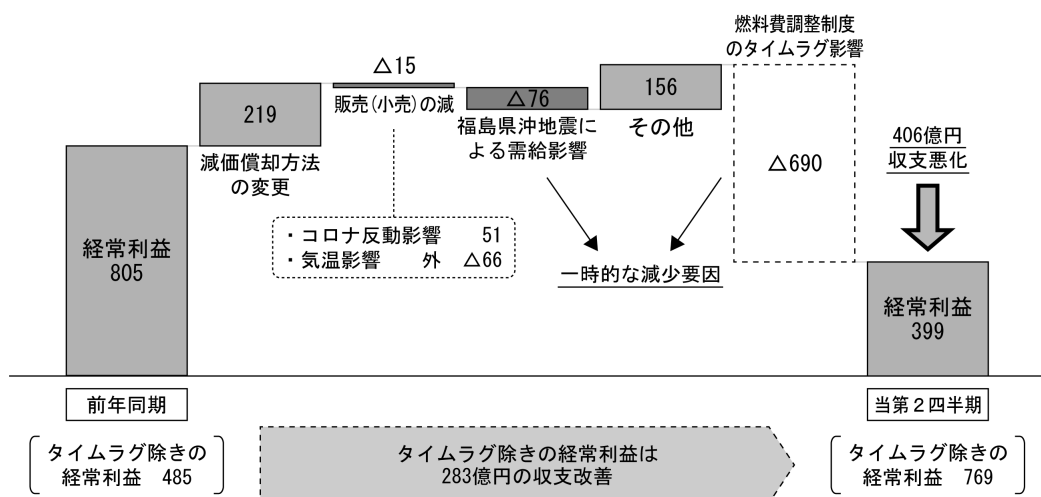 燃料費調整制度
のタイムラグ影響
△15
販売(小売)の減
219
減価償却方法
の変更
△76
福島県沖地震に
よる需給影響
156
その他
△690
406億円
収支悪化
経常利益
805
・コロナ反動影響 51
・気温影響 外 △66
一時的な減少要因
経常利益
399
前年同期
当第2四半期
タイムラグ除きの
経常利益 485
タイムラグ除きの経常利益は
283億円の収支改善
タイムラグ除きの
経常利益 769